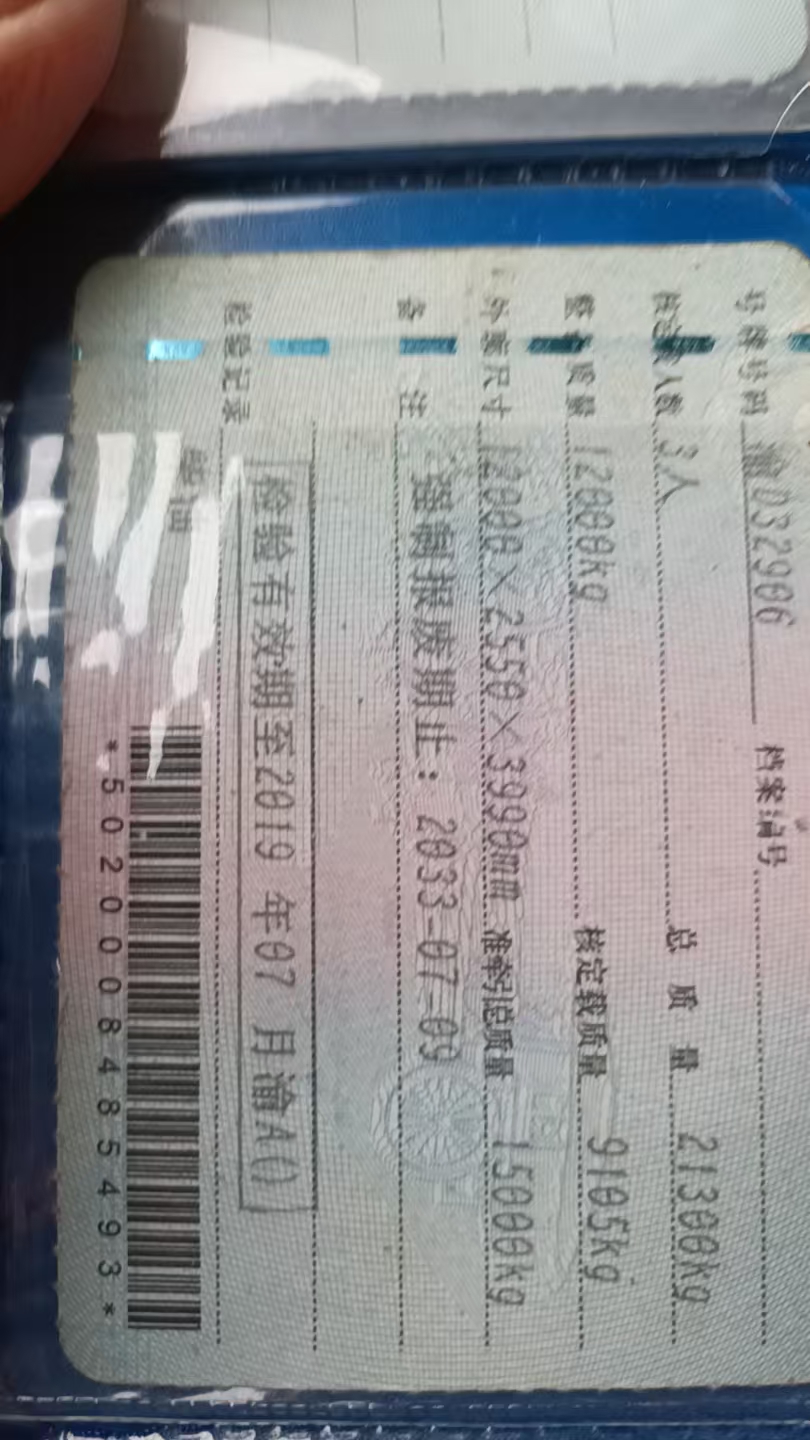 号牌号码 渝D32906 档案编号
核定载人数 3人 总质量 21300kg
整备质量 12000kg 核定载质量 9105kg
外廓尺寸 12000×2550×3990mm 准牵引总质量 15000kg
备注 强制报废期止：2033-07-09
检验记录 检验有效期至2019年07月渝A()
*5020008485493*